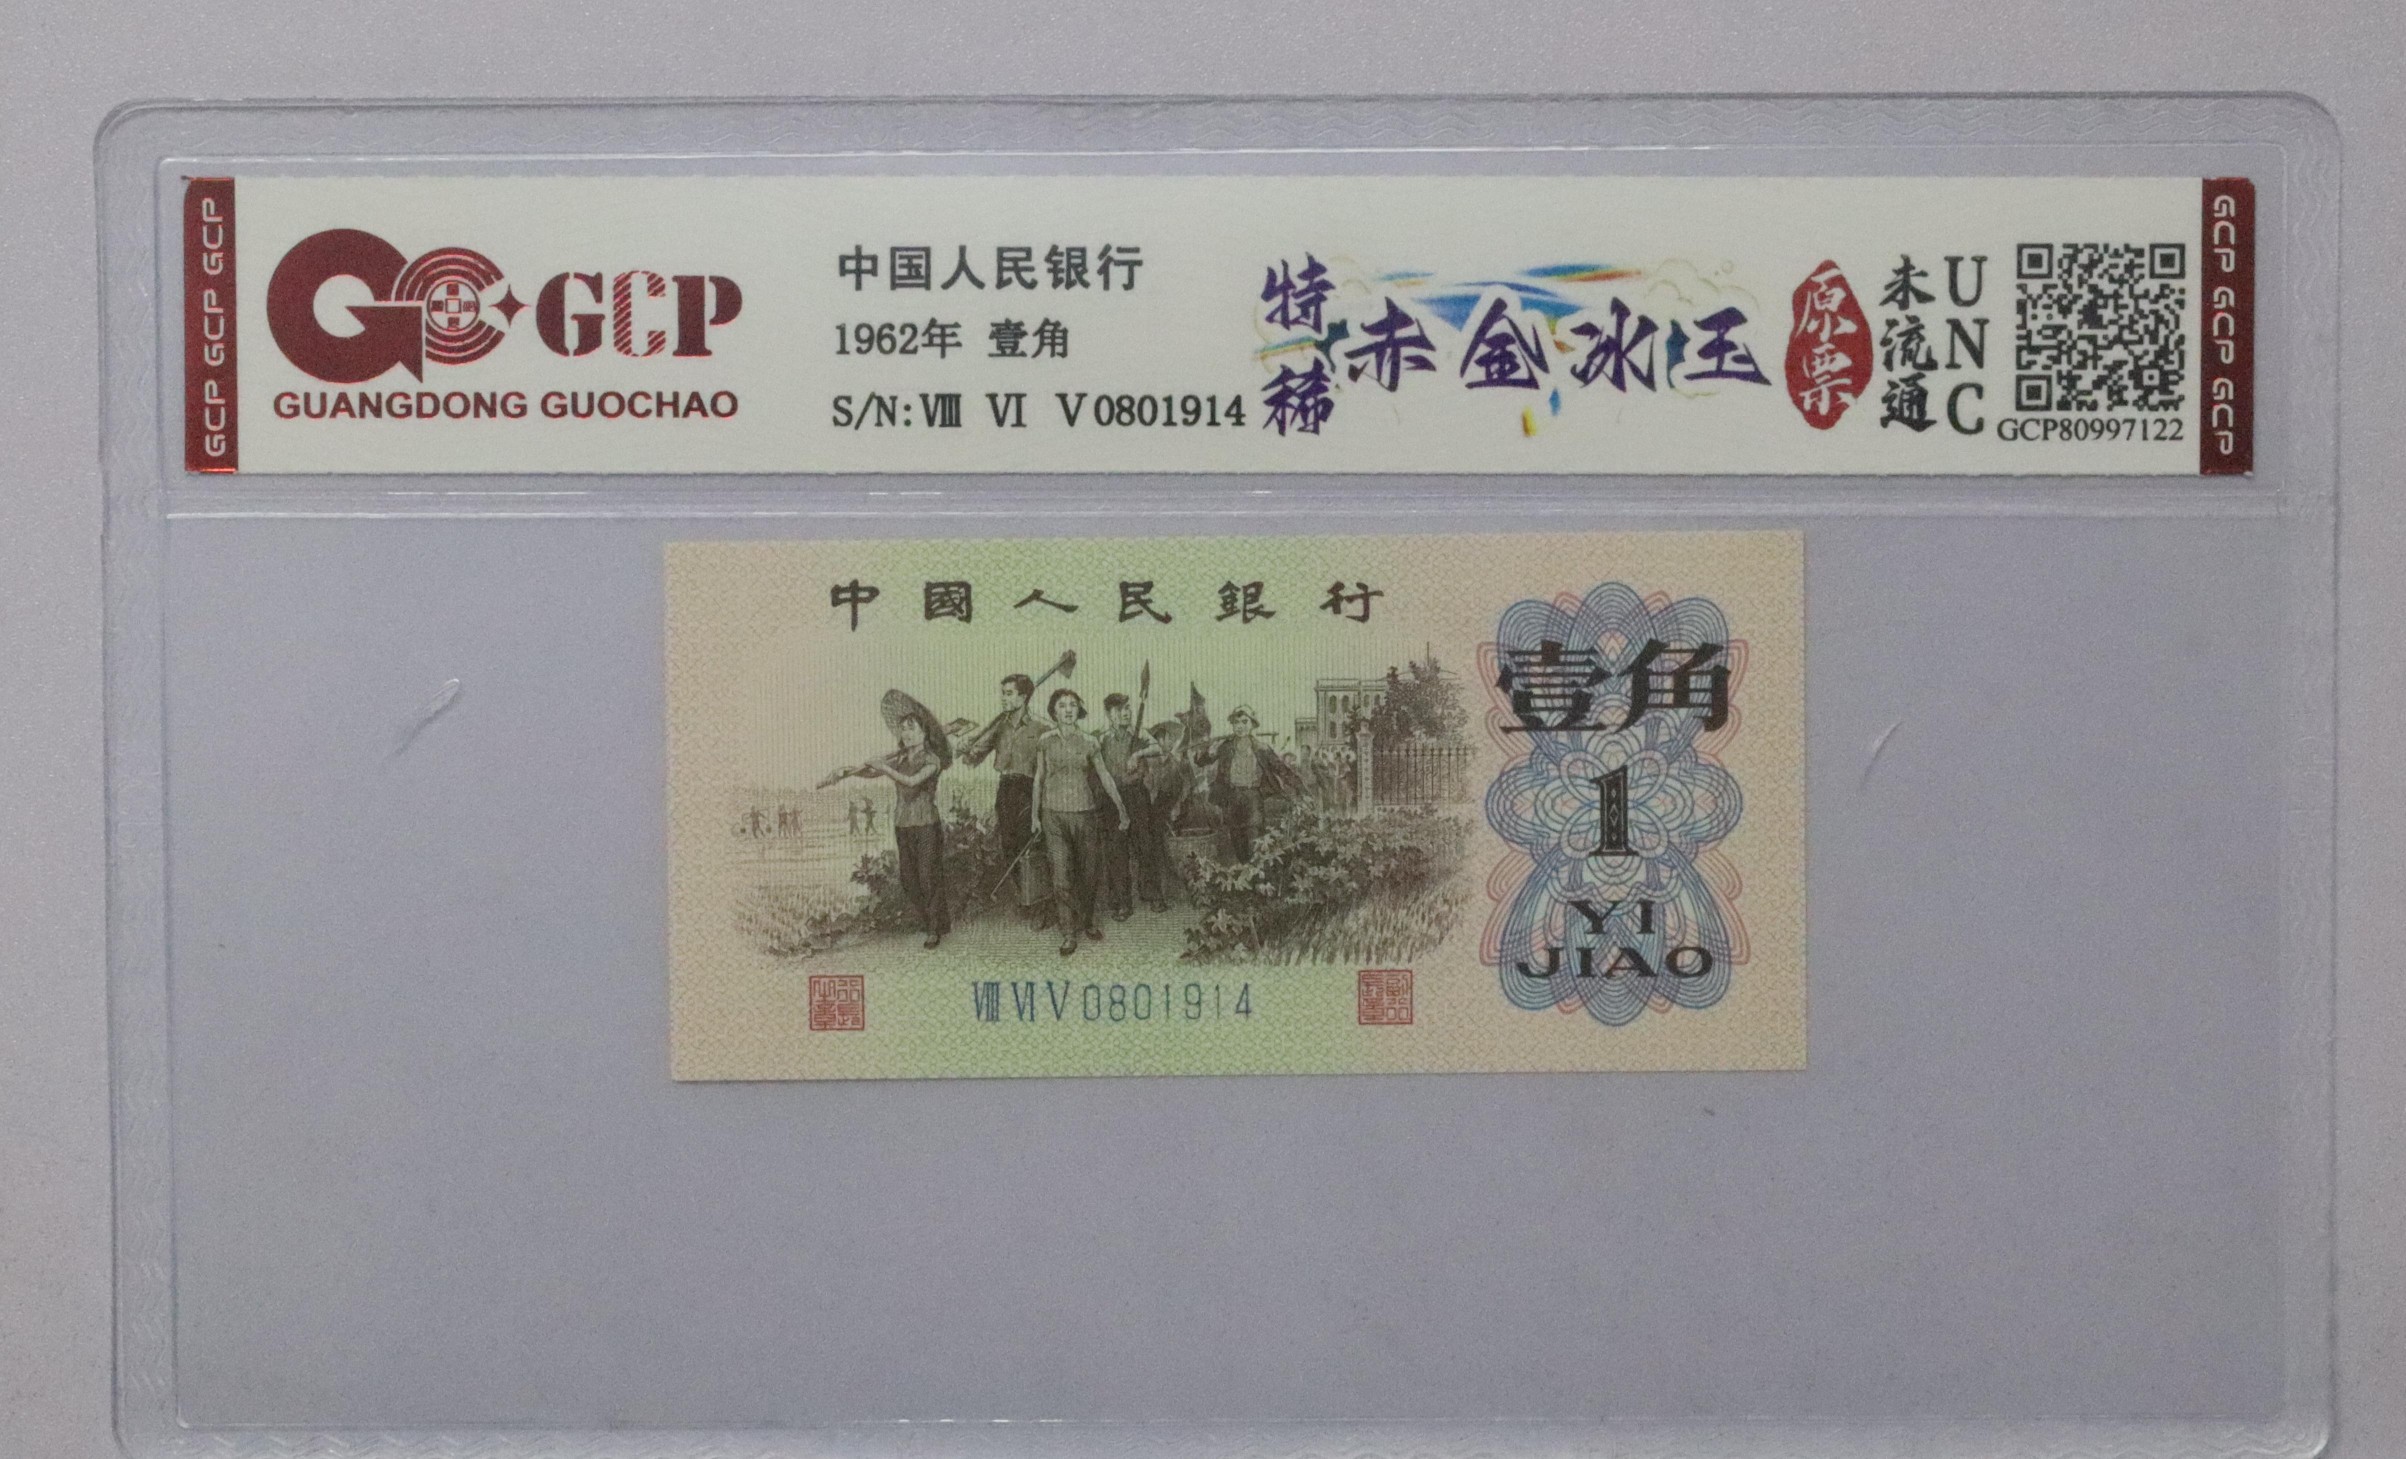 GCP GCP GCP
GCP
GUANGDONG GUOCHAO
中国人民银行
1962年 壹角
S/N: Ⅷ Ⅵ Ⅴ 0801914
特稀
赤金冰玉
原票
未流通
UNC
GCP80997122
GCP GCP GCP
中國人民銀行
壹角
1
YI
JIAO
ⅧⅥⅤ0801914